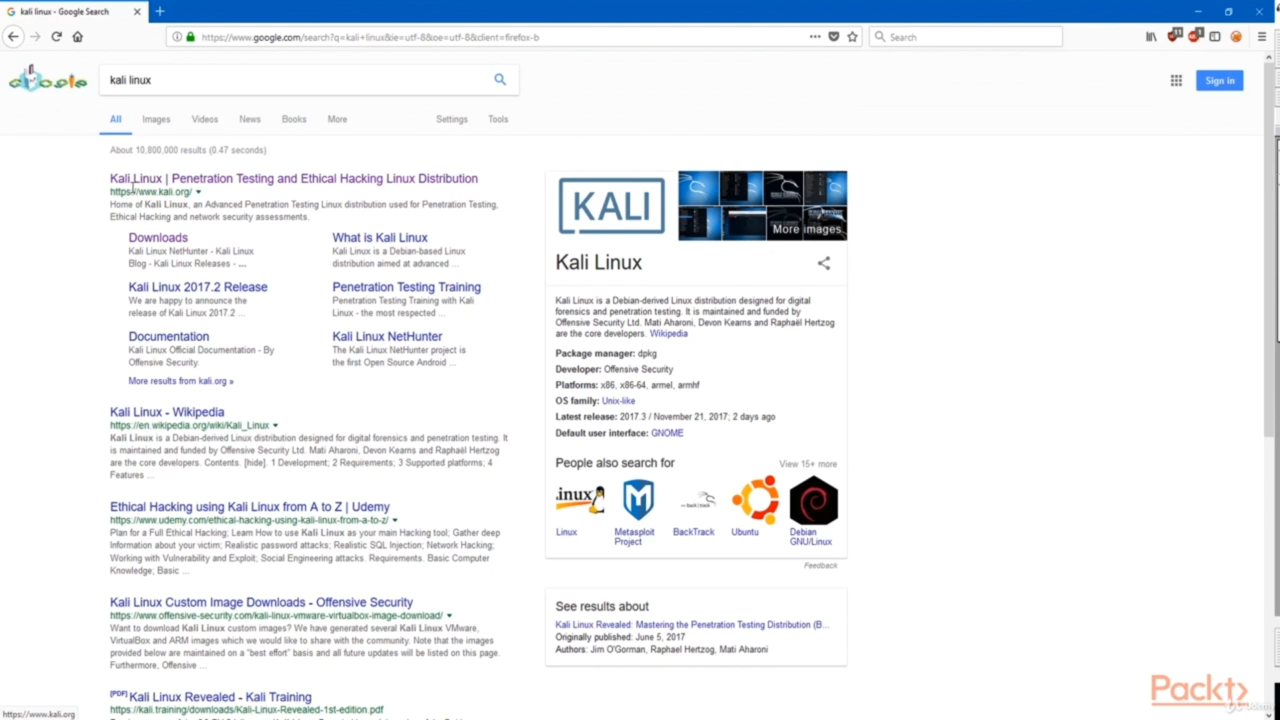 kali linux - Google Search
https://www.google.com/search?q=kali+linux&ie=utf-8&oe=utf-8&client=firefox-b
Search
Google
kali linux
Sign in
All
Images
Videos
News
Books
More
Settings
Tools
About 10,800,000 results (0.47 seconds)
Kali Linux | Penetration Testing and Ethical Hacking Linux Distribution
https://www.kali.org/
Home of Kali Linux, an Advanced Penetration Testing Linux distribution used for Penetration Testing,
Ethical Hacking and network security assessments.
Downloads
Kali Linux NetHunter - Kali Linux
Blog - Kali Linux Releases - ...
What is Kali Linux
Kali Linux is a Debian-based Linux
distribution aimed at advanced ...
Kali Linux 2017.2 Release
We are happy to announce the
release of Kali Linux 2017.2 ...
Penetration Testing Training
Penetration Testing Training with Kali
Linux - the most respected ...
Documentation
Kali Linux Official Documentation - By
Offensive Security.
Kali Linux NetHunter
The Kali Linux NetHunter project is
the first Open Source Android ...
More results from kali.org »
Kali Linux - Wikipedia
https://en.wikipedia.org/wiki/Kali_Linux
Kali Linux is a Debian-derived Linux distribution designed for digital forensics and penetration testing. It
is maintained and funded by Offensive Security Ltd. Mati Aharoni, Devon Kearns and Raphaël Hertzog
are the core developers. Contents. [hide]. 1 Development; 2 Requirements; 3 Supported platforms; 4
Features ...
Ethical Hacking using Kali Linux from A to Z | Udemy
https://www.udemy.com/ethical-hacking-using-kali-linux-from-a-to-z/
Plan for a Full Ethical Hacking; Learn How to use Kali Linux as your main Hacking tool; Gather deep
Information about your victim; Realistic password attacks; Realistic SQL Injection; Network Hacking;
Working with Vulnerability and Exploit; Social Engineering attacks. Requirements. Basic Computer
Knowledge; Basic ...
Kali Linux Custom Image Downloads - Offensive Security
https://www.offensive-security.com/kali-linux-vmware-virtualbox-image-download/
Want to download Kali Linux custom images? We have generated several Kali Linux VMware,
VirtualBox and ARM images which we would like to share with the community. Note that the images
provided below are maintained on a "best effort" basis and all future updates will be listed on this page.
Furthermore, Offensive ...
[PDF] Kali Linux Revealed - Kali Training
https://kali.training/downloads/Kali-Linux-Revealed-1st-edition.pdf
https://www.kali.org
KALI
More images
Kali Linux
Kali Linux is a Debian-derived Linux distribution designed for digital
forensics and penetration testing. It is maintained and funded by
Offensive Security Ltd. Mati Aharoni, Devon Kearns and Raphaël Hertzog
are the core developers. Wikipedia
Package manager: dpkg
Developer: Offensive Security
Platforms: x86, x86-64, armel, armhf
OS family: Unix-like
Latest release: 2017.3 / November 21, 2017; 2 days ago
Default user interface: GNOME
People also search for
View 15+ more
Linux
Metasploit
Project
BackTrack
Ubuntu
Debian
GNU/Linux
Feedback
See results about
Kali Linux Revealed: Mastering the Penetration Testing Distribution (B...
Originally published: June 5, 2017
Authors: Jim O'Gorman, Raphael Hertzog, Mati Aharoni
Packt>
Udemy